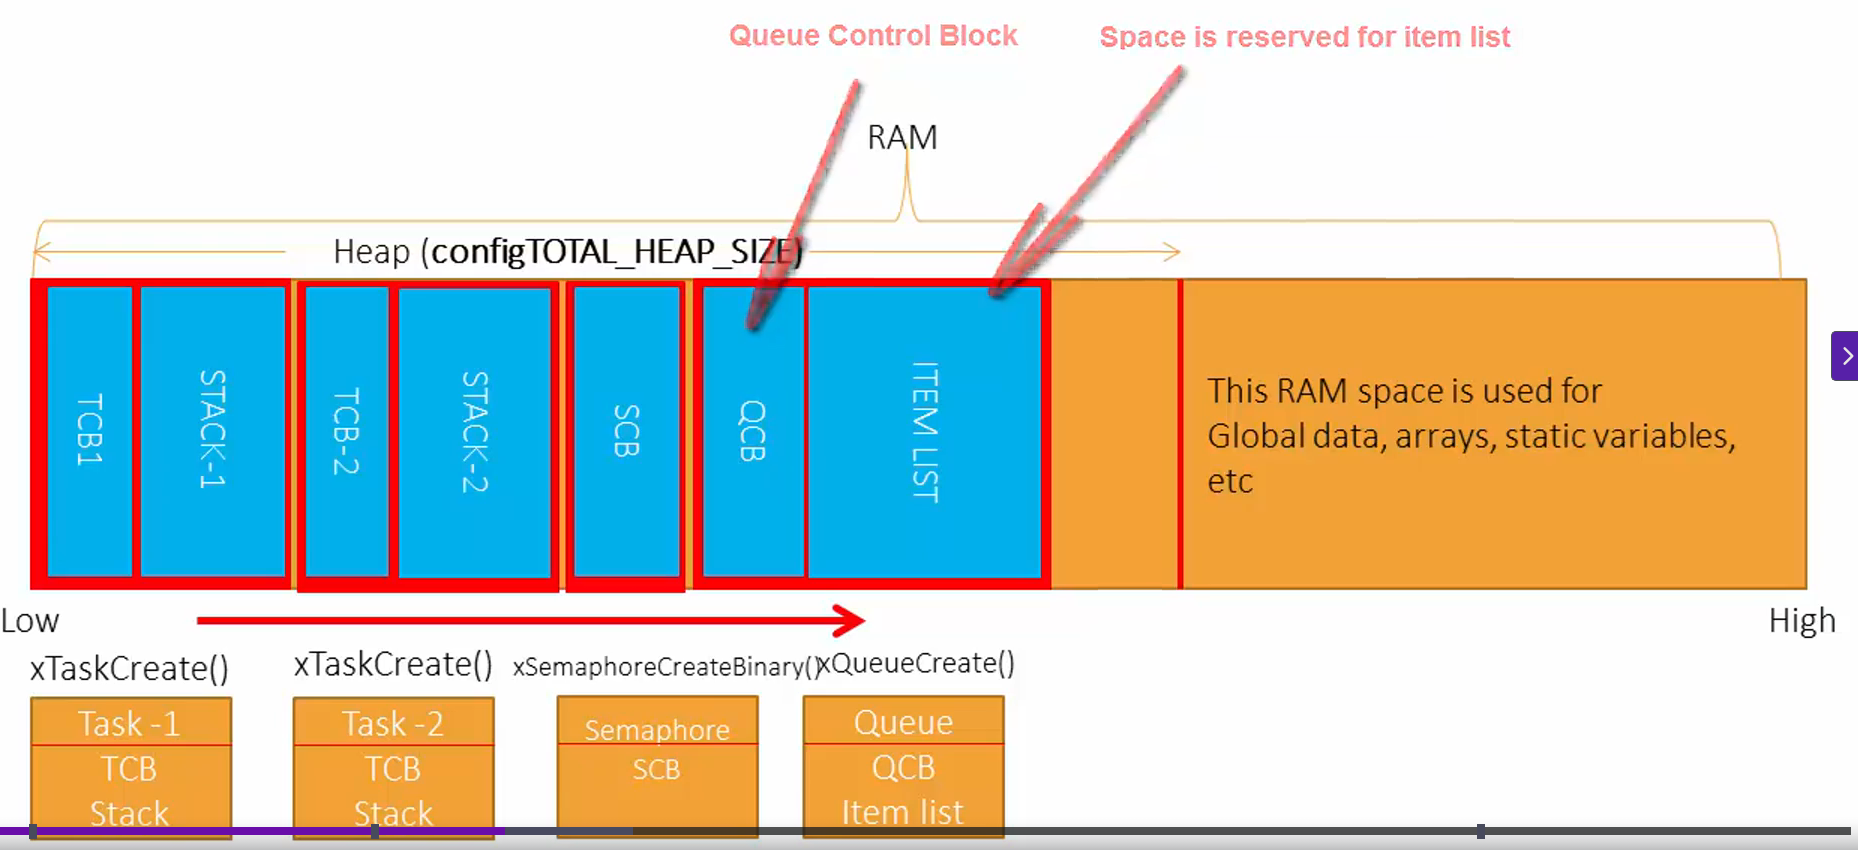 Queue Control Block
Space is reserved for item list
RAM
Heap (configTOTAL_HEAP_SIZE)
TCB1
STACK-1
TCB-2
STACK-2
SCB
QCB
ITEM LIST
This RAM space is used for
Global data, arrays, static variables,
etc
Low
High
xTaskCreate()
xTaskCreate()
xSemaphoreCreateBinary()
xQueueCreate()
Task -1
TCB
Stack
Task -2
TCB
Stack
Semaphore
SCB
Queue
QCB
Item list